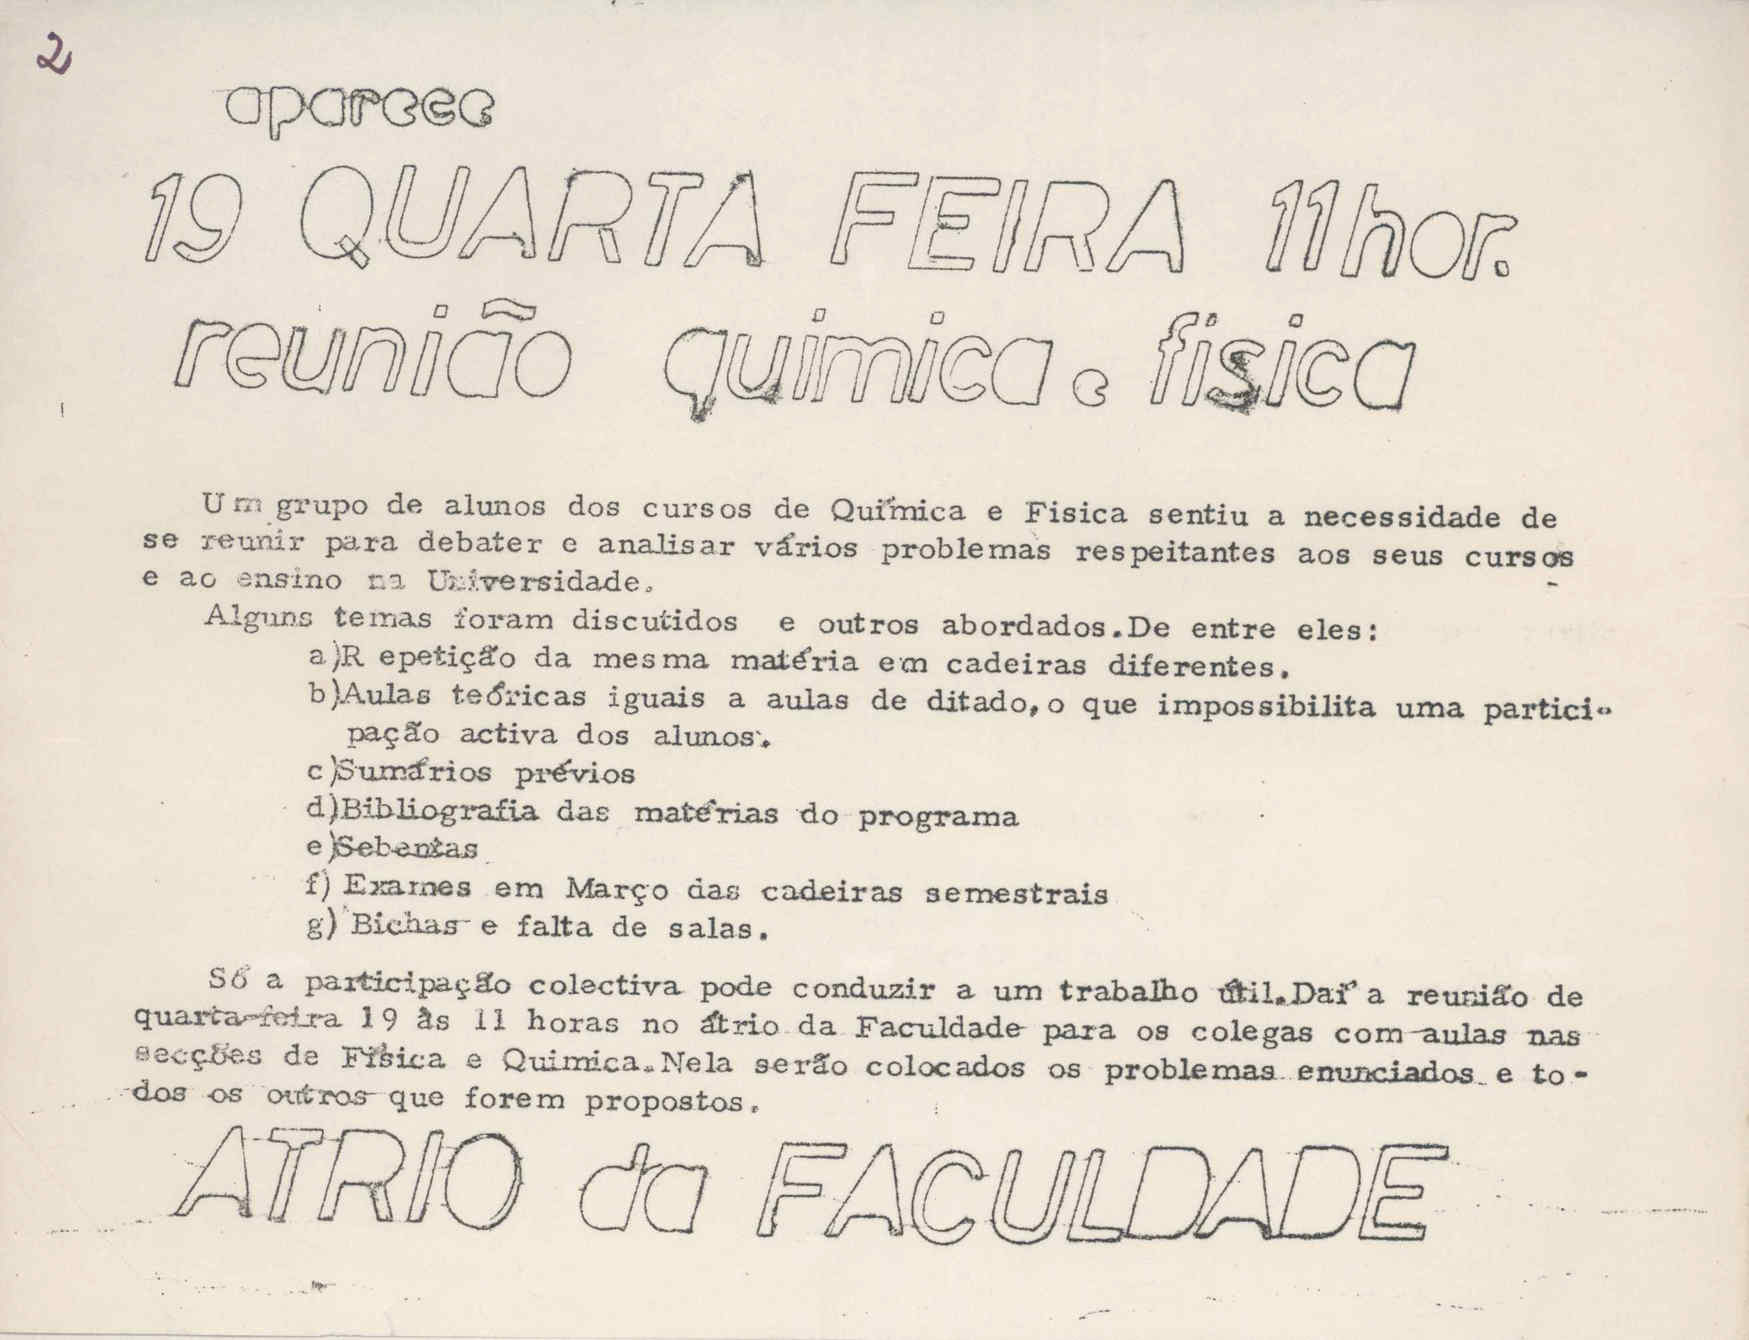 2
aparece
19 QUARTA FEIRA 11 hor.
reunião quimica e fisica
Um grupo de alunos dos cursos de Química e Fisica sentiu a necessidade de
se reunir para debater e analisar vários problemas respeitantes aos seus cursos
e ao ensino na Universidade.
Alguns temas foram discutidos e outros abordados.De entre eles:
a)R epetição da mesma matéria em cadeiras diferentes.
b)Aulas teóricas iguais a aulas de ditado,o que impossibilita uma partici-
pação activa dos alunos.
c)Sumários prévios
d)Bibliografia das matérias do programa
e)Sebentas
f) Exames em Março das cadeiras semestrais
g) Bichas e falta de salas.
Só a participação colectiva pode conduzir a um trabalho útil.Daí a reunião de
quarta-feira 19 às 11 horas no átrio da Faculdade para os colegas com aulas nas
secções de Física e Quimica.Nela serão colocados os problemas enunciados e to-
dos os outros que forem propostos.
ATRIO da FACULDADE